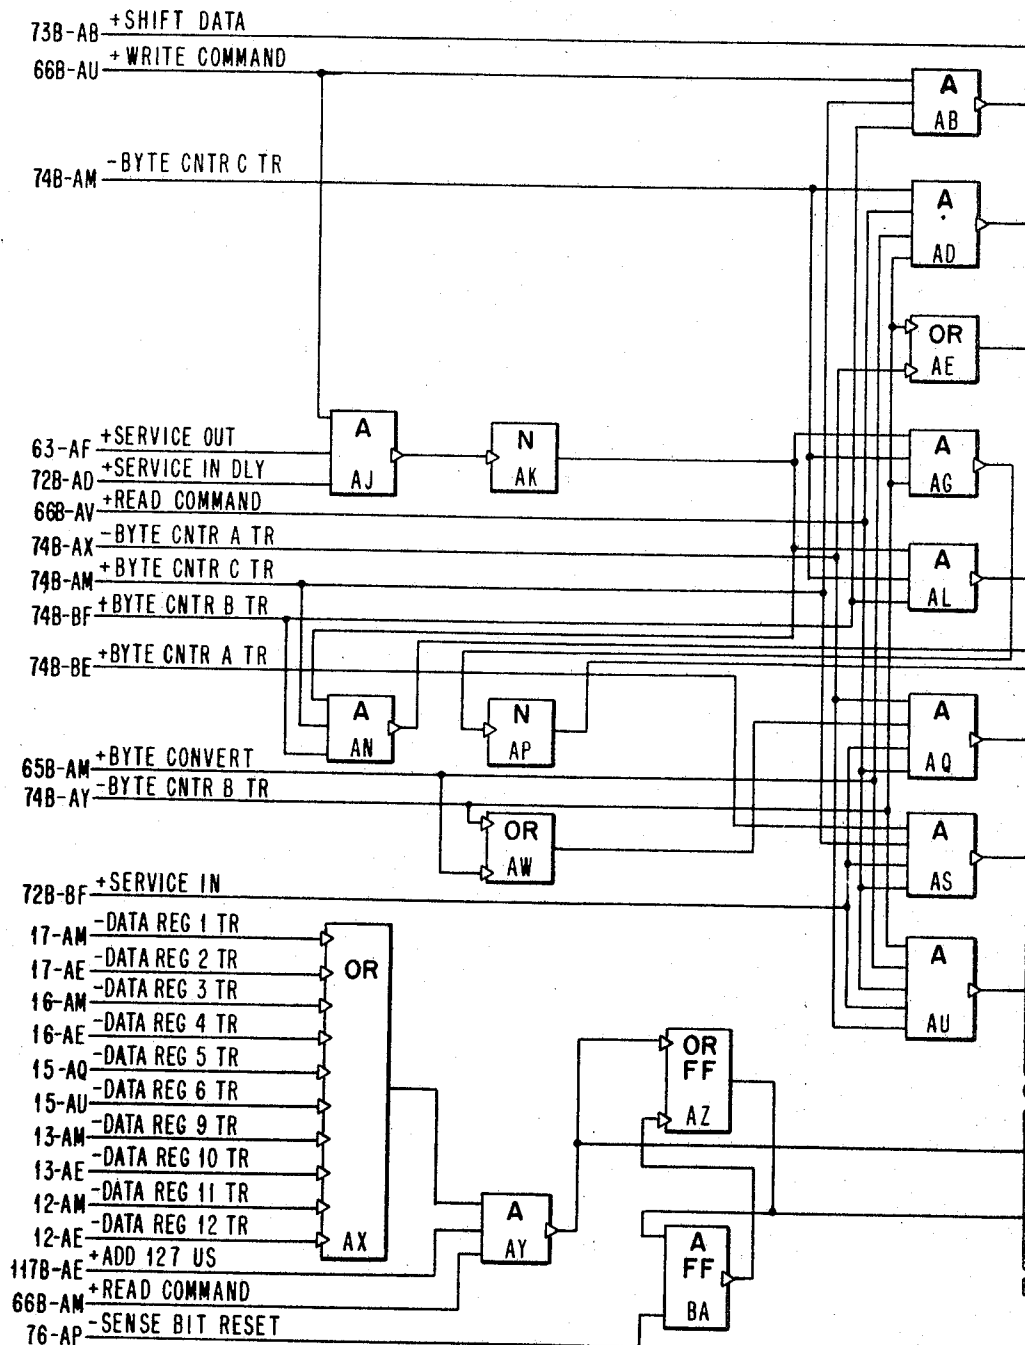 73B-AB +SHIFT DATA
66B-AU +WRITE COMMAND
A
AB
74B-AM -BYTE CNTR C TR
A
AD
OR
AE
A
AJ
N
AK
A
AG
63-AF +SERVICE OUT
72B-AD +SERVICE IN DLY
66B-AV +READ COMMAND
74B-AX -BYTE CNTR A TR
74B-AM +BYTE CNTR C TR
74B-BF +BYTE CNTR B TR
A
AL
74B-BE +BYTE CNTR A TR
A
AN
N
AP
A
AQ
65B-AM +BYTE CONVERT
74B-AY -BYTE CNTR B TR
OR
AW
A
AS
72B-BF +SERVICE IN
17-AM -DATA REG 1 TR
17-AE -DATA REG 2 TR
16-AM -DATA REG 3 TR
16-AE -DATA REG 4 TR
15-AQ -DATA REG 5 TR
15-AU -DATA REG 6 TR
13-AM -DATA REG 9 TR
13-AE -DATA REG 10 TR
12-AM -DATA REG 11 TR
12-AE -DATA REG 12 TR
OR
AX
A
AU
OR
FF
AZ
117B-AE +ADD 127 US
66B-AM +READ COMMAND
76-AP -SENSE BIT RESET
A
AY
A
FF
BA